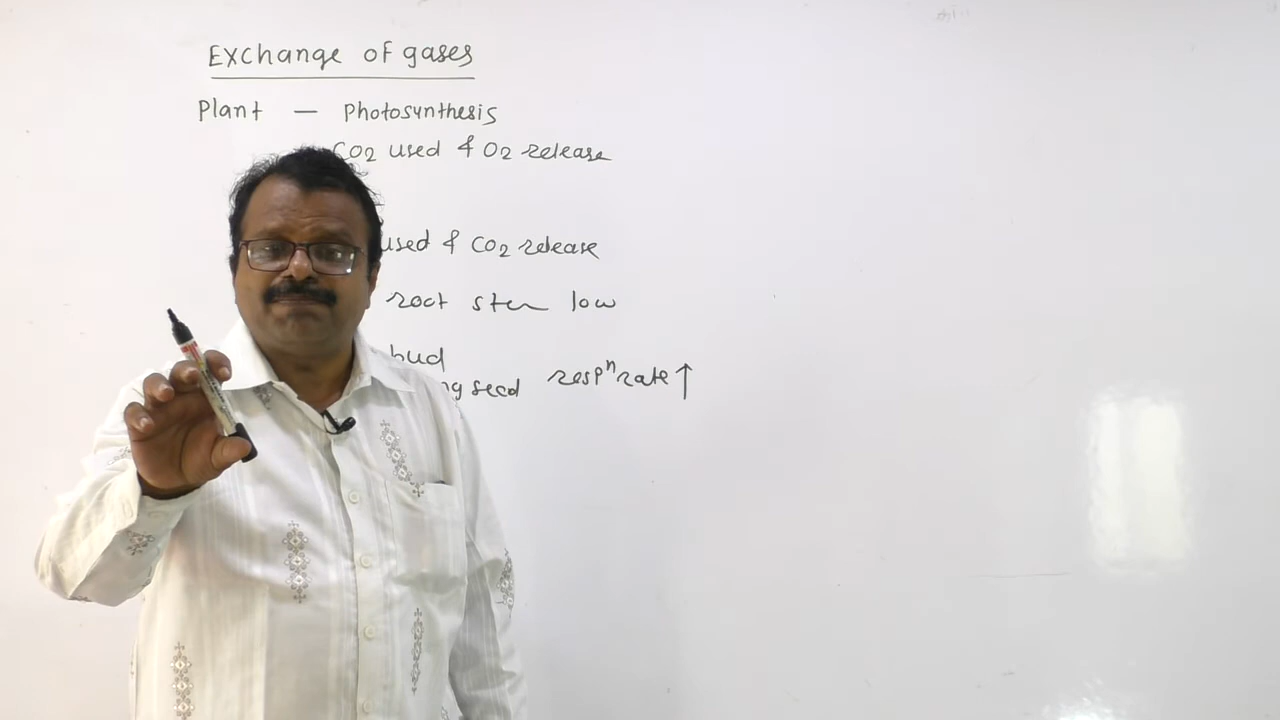 Exchange of gases
Plant — Photosynthesis
CO2 used & O2 release
used & CO2 release
root stem low
bud
ng seed respⁿ rate ↑